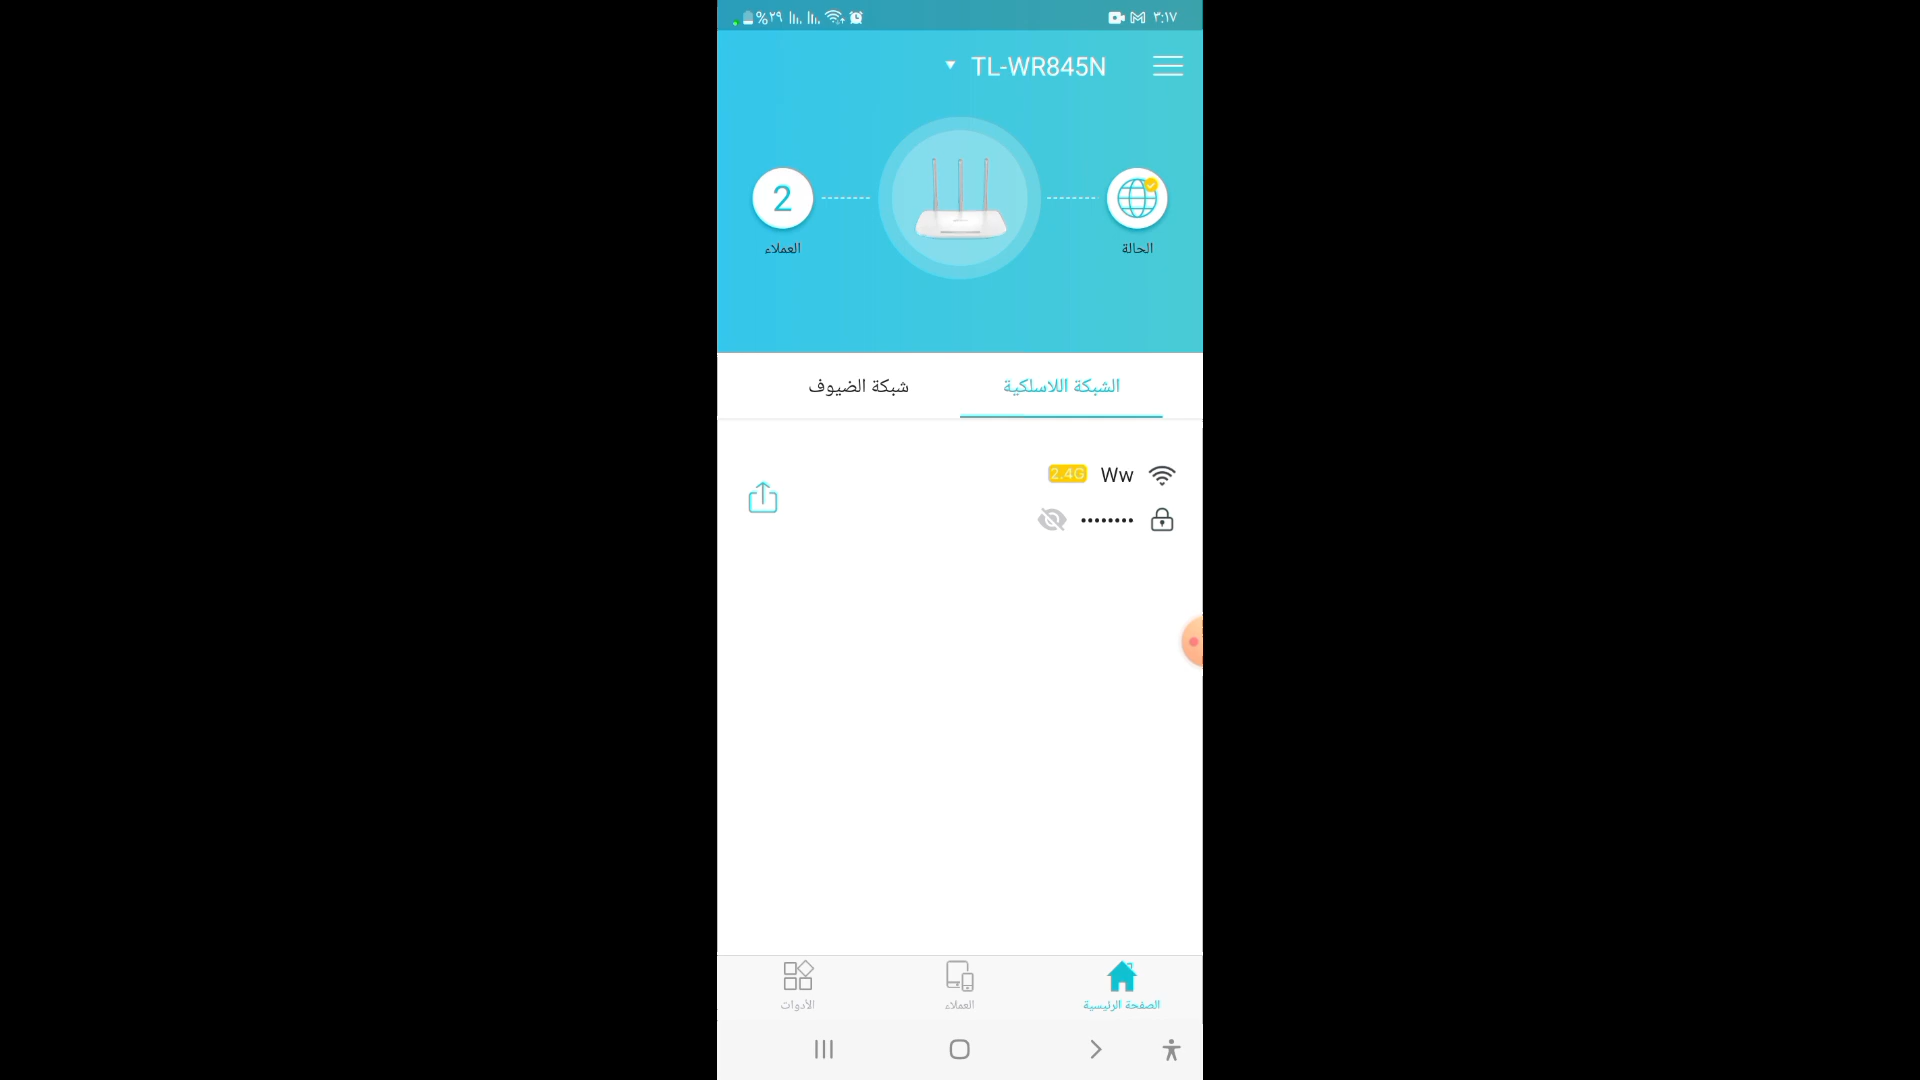 ٣:١٧ %٢٩
TL-WR845N
2
الحالة
العملاء
الشبكة اللاسلكية
شبكة الضيوف
Ww 2.4G
••••••••
الصفحة الرئيسية
العملاء
الأدوات